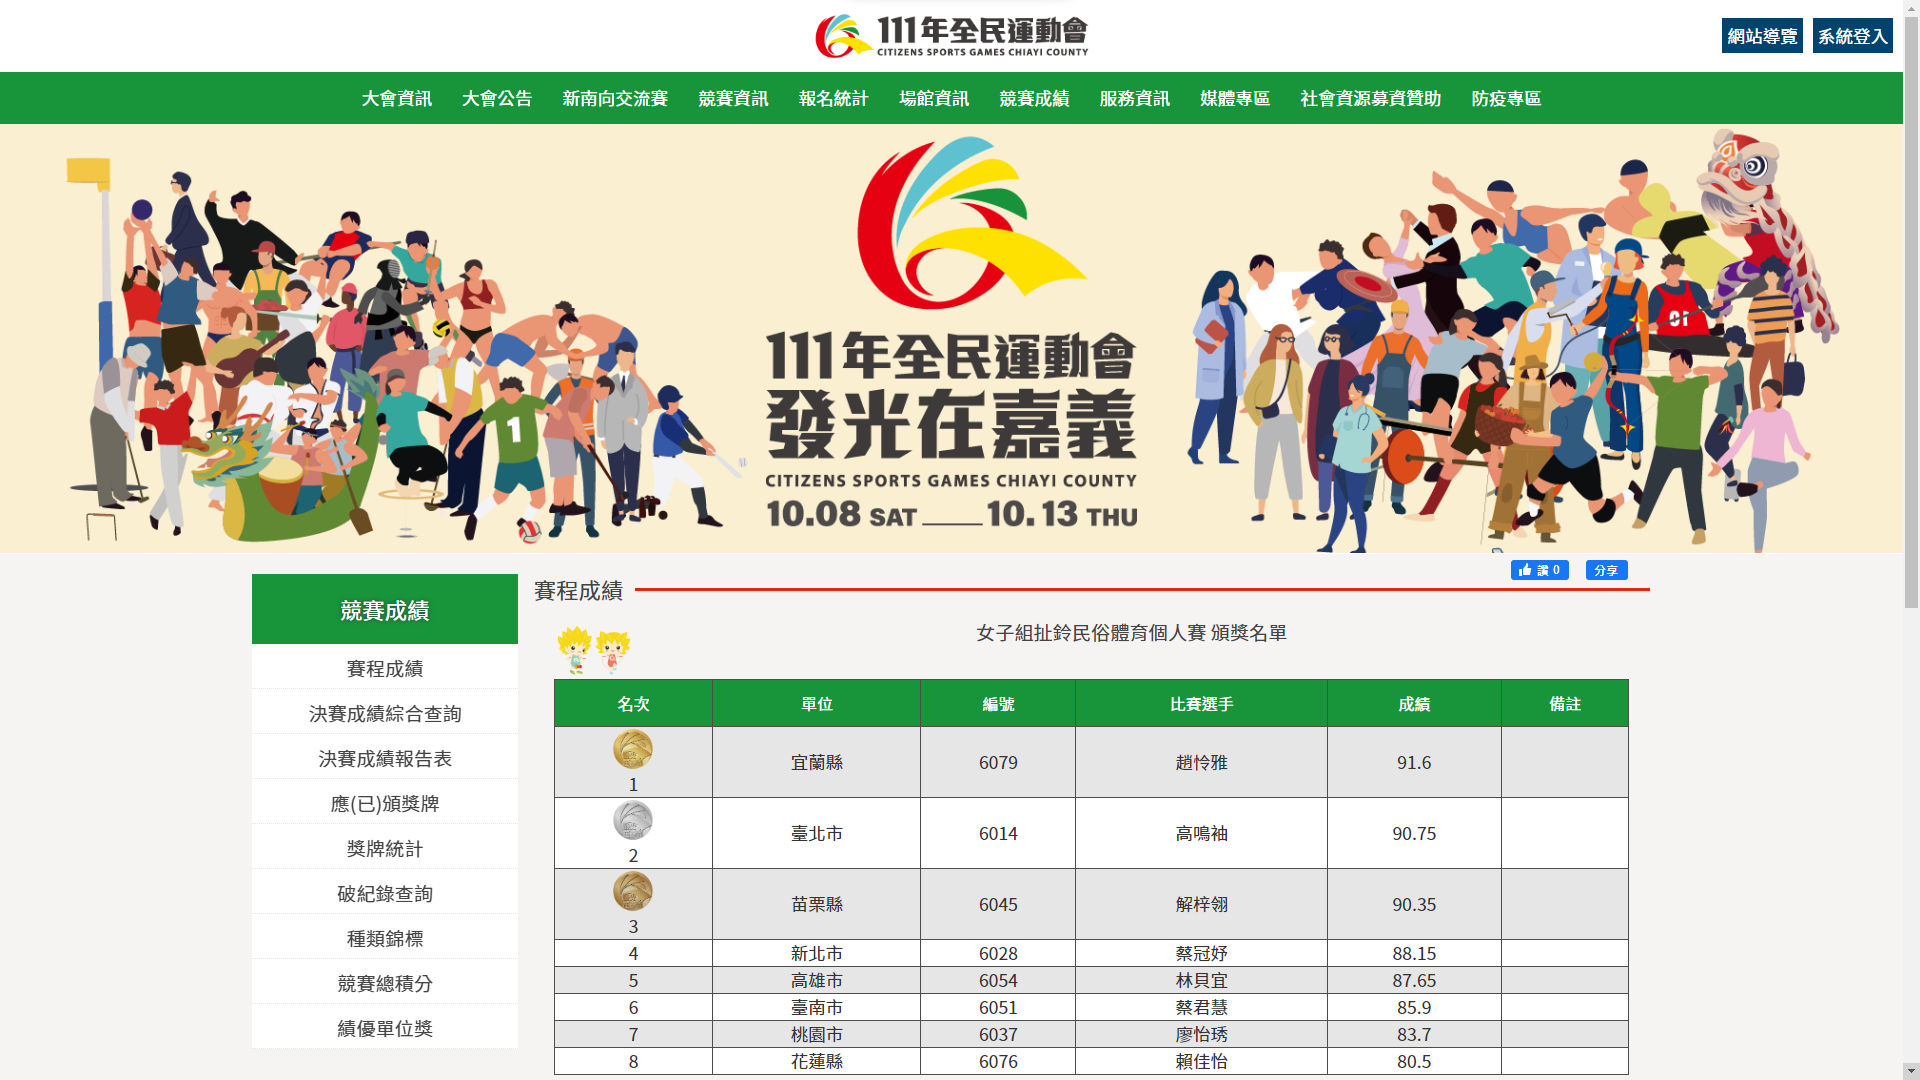 111年全民運動會
CITIZENS SPORTS GAMES CHIAYI COUNTY
網站導覽 系統登入
大會資訊 大會公告 新南向交流賽 競賽資訊 報名統計 場館資訊 競賽成績 服務資訊 媒體專區 社會資源募資贊助 防疫專區
111年全民運動會
發光在嘉義
CITIZENS SPORTS GAMES CHIAYI COUNTY
10.08 SAT ____ 10.13 THU
1
01
讚 0 分享
競賽成績
賽程成績
決賽成績綜合查詢
決賽成績報告表
應(已)頒獎牌
獎牌統計
破紀錄查詢
種類錦標
競賽總積分
績優單位獎
賽程成績
女子組扯鈴民俗體育個人賽 頒獎名單
名次 單位 編號 比賽選手 成績 備註
1 宜蘭縣 6079 趙怜雅 91.6
2 臺北市 6014 高鳴袖 90.75
3 苗栗縣 6045 解梓翎 90.35
4 新北市 6028 蔡冠妤 88.15
5 高雄市 6054 林貝宜 87.65
6 臺南市 6051 蔡君慧 85.9
7 桃園市 6037 廖怡琇 83.7
8 花蓮縣 6076 賴佳怡 80.5